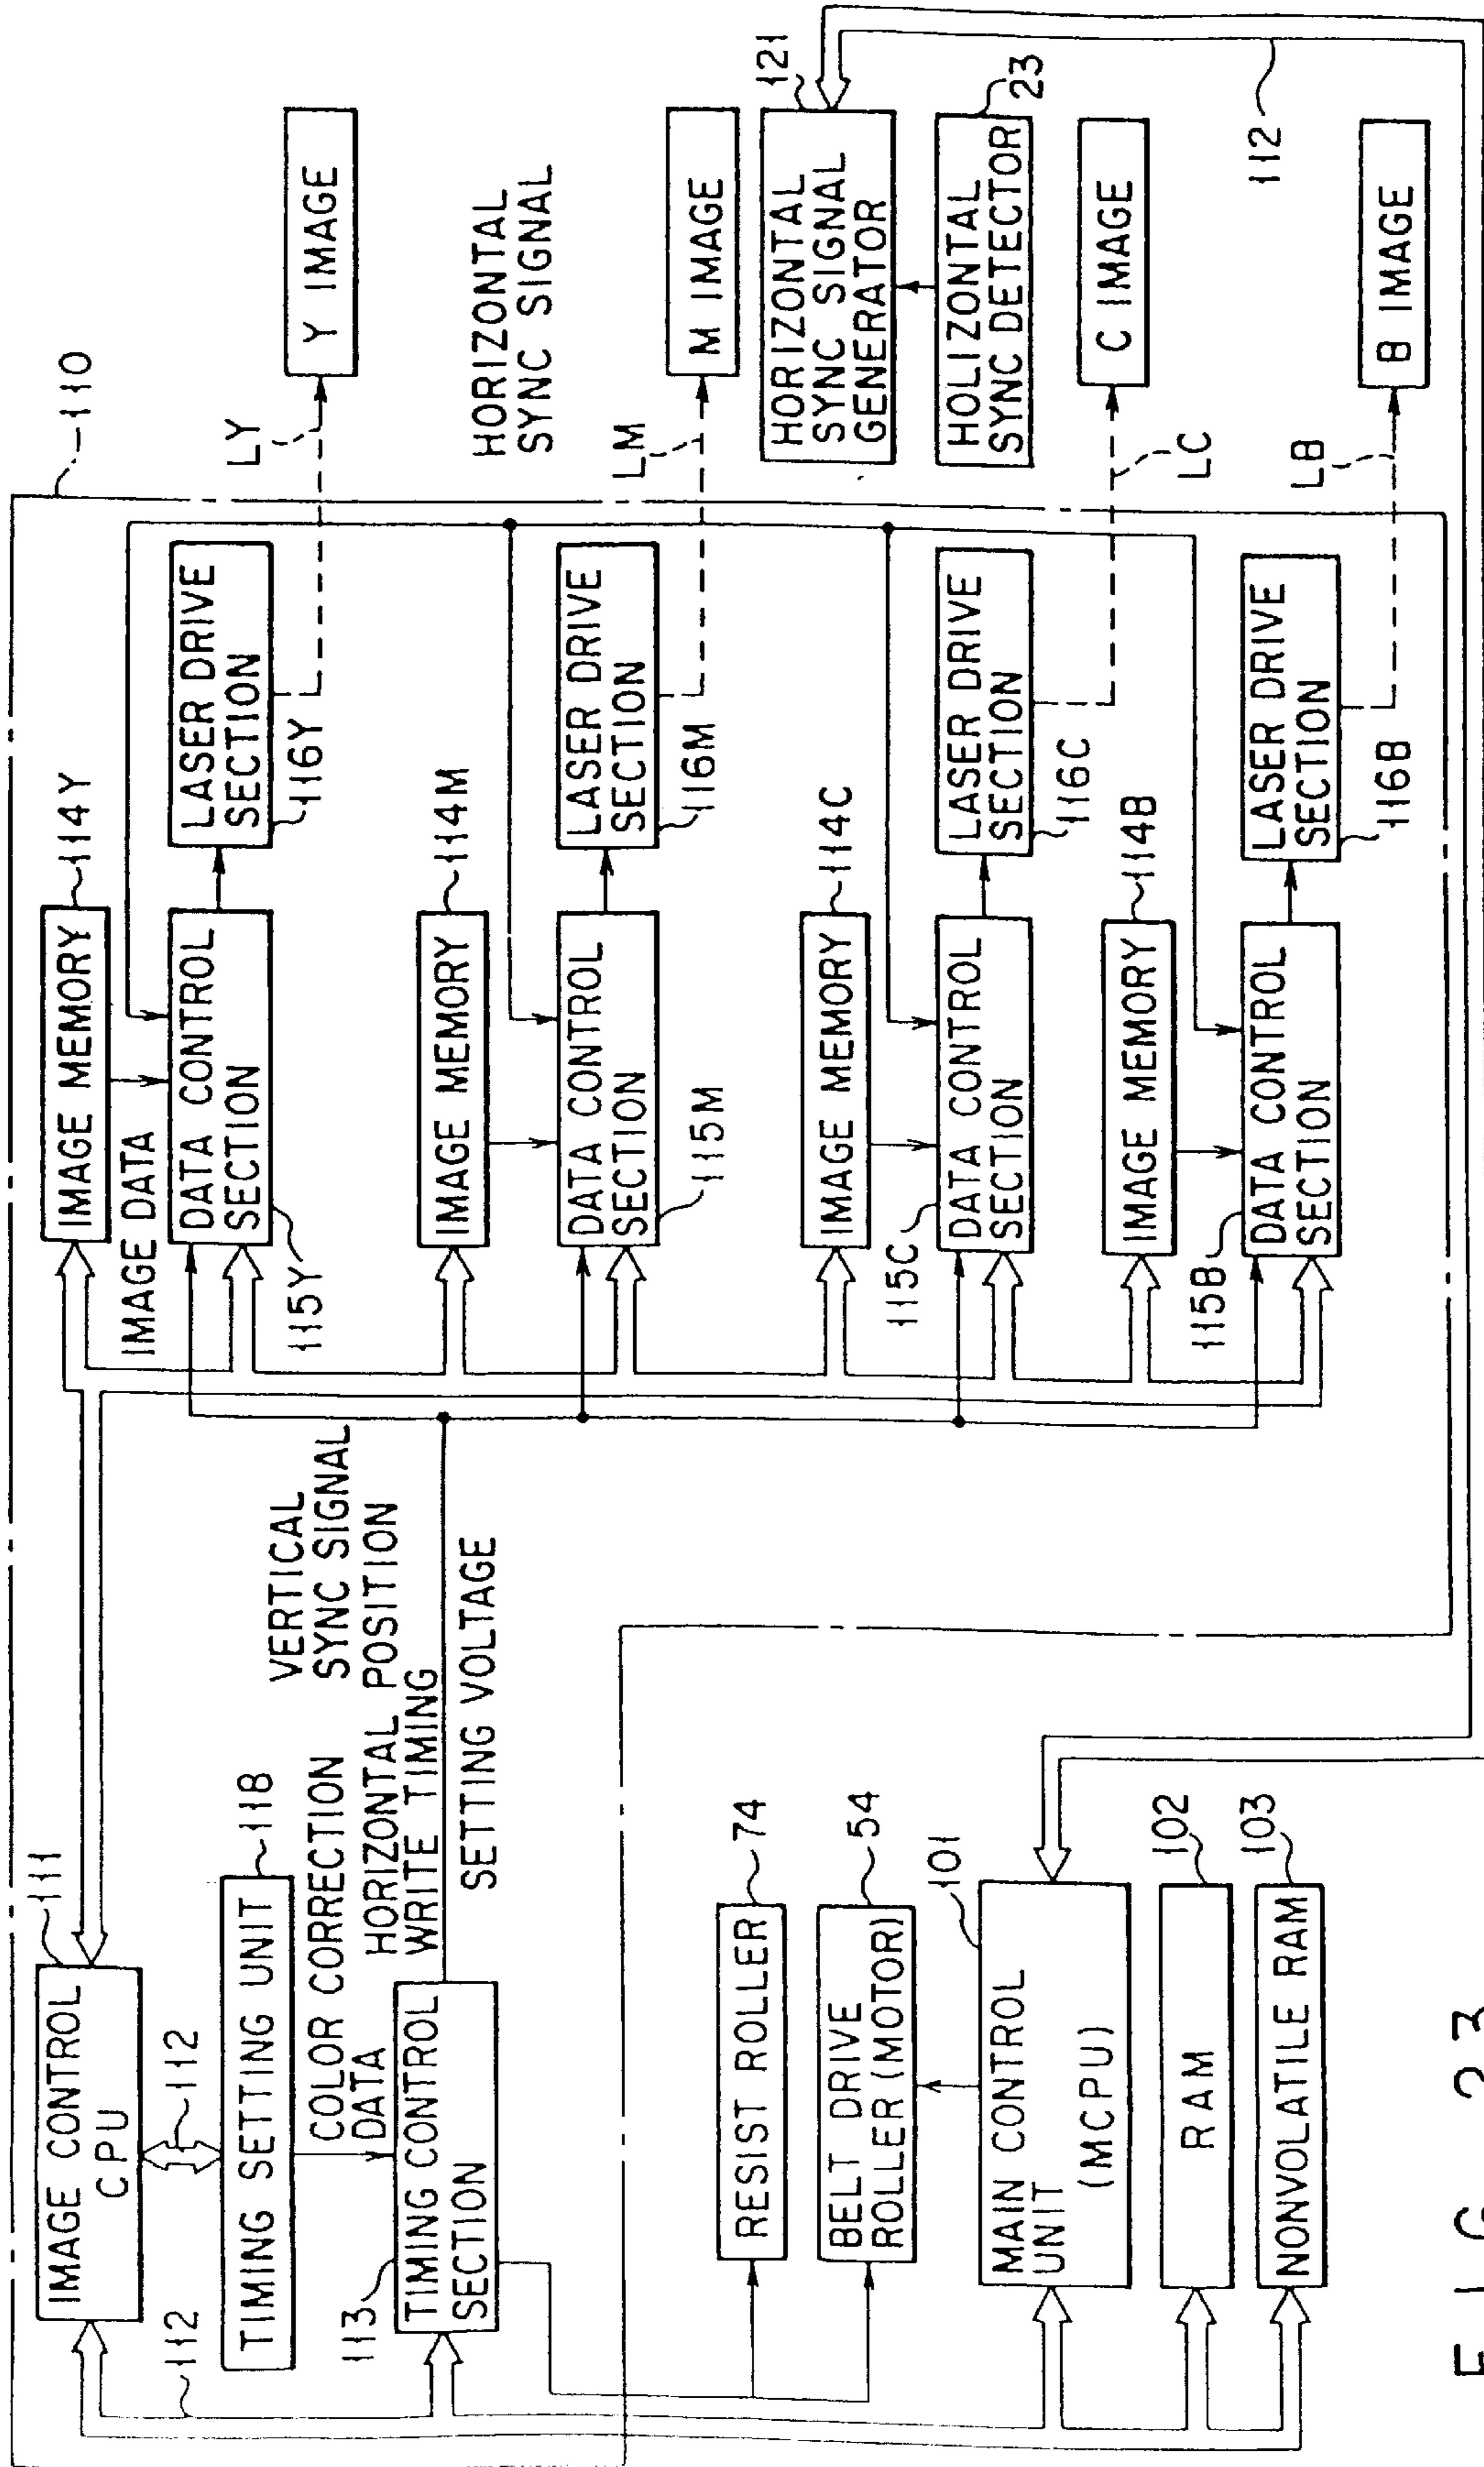 110
111
IMAGE CONTROL
CPU
112
112
TIMING SETTING UNIT
118
COLOR CORRECTION
DATA
113
TIMING CONTROL
SECTION
VERTICAL
SYNC SIGNAL
HORIZONTAL POSITION
WRITE TIMING
SETTING VOLTAGE
IMAGE MEMORY
114Y
IMAGE DATA
DATA CONTROL
SECTION
115Y
LASER DRIVE
SECTION
116Y
LY
Y IMAGE
HORIZONTAL
SYNC SIGNAL
IMAGE MEMORY
114M
DATA CONTROL
SECTION
115M
LASER DRIVE
SECTION
116M
LM
M IMAGE
HORIZONTAL
SYNC SIGNAL
GENERATOR
121
HOLIZONTAL
SYNC DETECTOR
23
IMAGE MEMORY
114C
115C
DATA CONTROL
SECTION
LASER DRIVE
SECTION
116C
LC
C IMAGE
IMAGE MEMORY
114B
115B
DATA CONTROL
SECTION
LASER DRIVE
SECTION
116B
LB
B IMAGE
112
RESIST ROLLER
74
BELT DRIVE
ROLLER (MOTOR)
54
MAIN CONTROL
UNIT
(MCPU)
101
RAM
102
NONVOLATILE RAM
103
FIG. 23